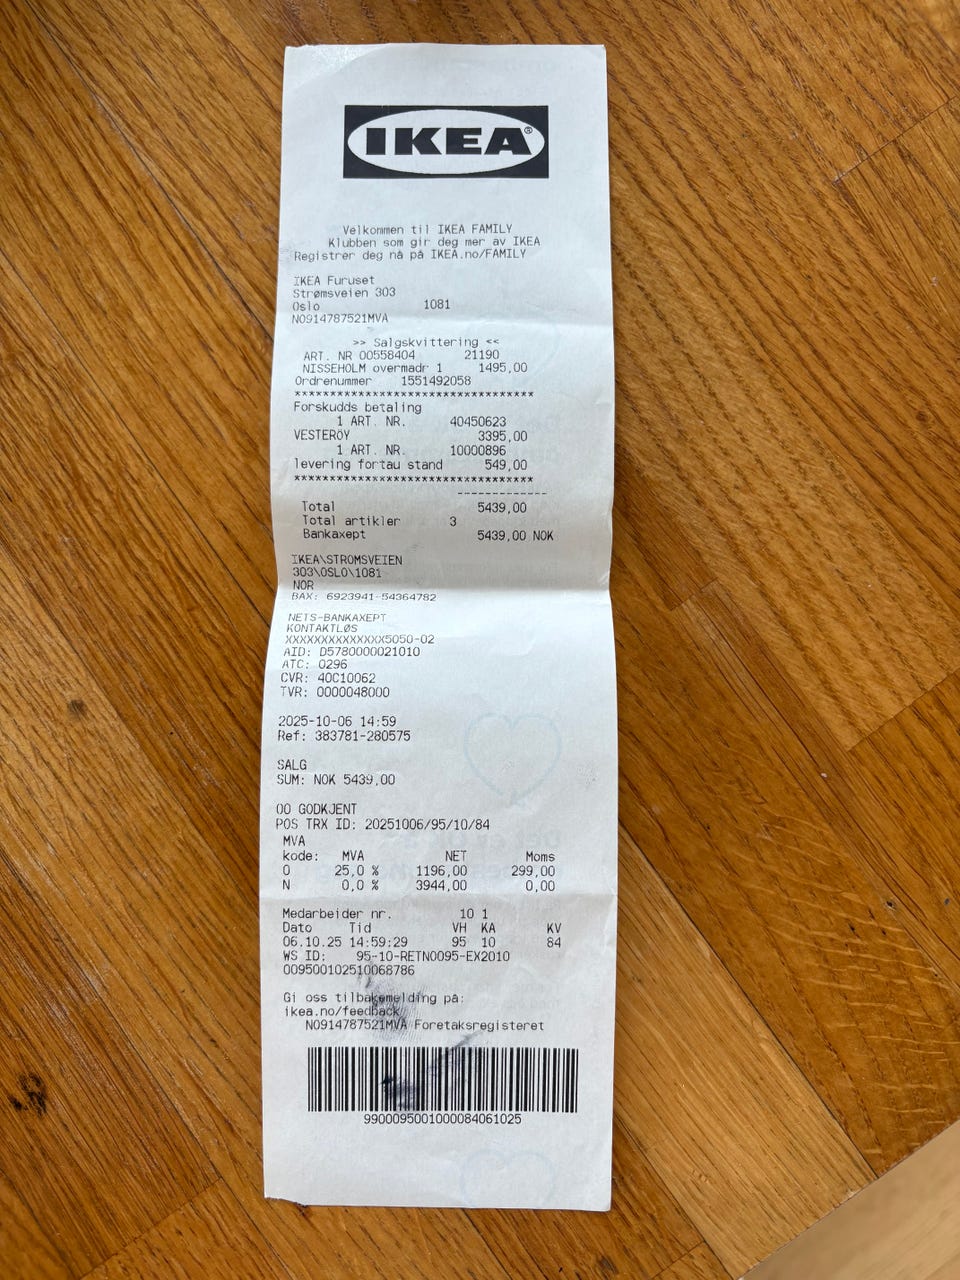 IKEA®
Velkommen til IKEA FAMILY
Klubben som gir deg mer av IKEA
Registrer deg nå på IKEA.no/FAMILY
IKEA Furuset
Strømsveien 303
Oslo 1081
NO914787521MVA
>> Salgskvittering <<
ART. NR 00558404 21190
NISSEHOLM overmadr 1 1495,00
Ordrenummer 1551492058
*********************************
Forskudds betaling
1 ART. NR. 40450623
VESTERÖY 3395,00
1 ART. NR. 10000896
levering fortau stand 549,00
*********************************
-------------
Total 5439,00
Total artikler 3
Bankaxept 5439,00 NOK
IKEA\STROMSVEIEN
303\OSLO\1081
NOR
BAX: 6923941-54364782
NETS-BANKAXEPT
KONTAKTLØS
XXXXXXXXXXXXXX5050-02
AID: D5780000021010
ATC: 0296
CVR: 40C10062
TVR: 0000048000
2025-10-06 14:59
Ref: 383781-280575
SALG
SUM: NOK 5439,00
00 GODKJENT
POS TRX ID: 20251006/95/10/84
MVA
kode: MVA NET Moms
O 25,0 % 1196,00 299,00
N 0,0 % 3944,00 0,00
Medarbeider nr. 10 1
Dato Tid VH KA KV
06.10.25 14:59:29 95 10 84
WS ID: 95-10-RETNO095-EX2010
009500102510068786
Gi oss tilbakemelding på:
ikea.no/feedback
NO914787521MVA Foretaksregisteret
9900095001000084061025